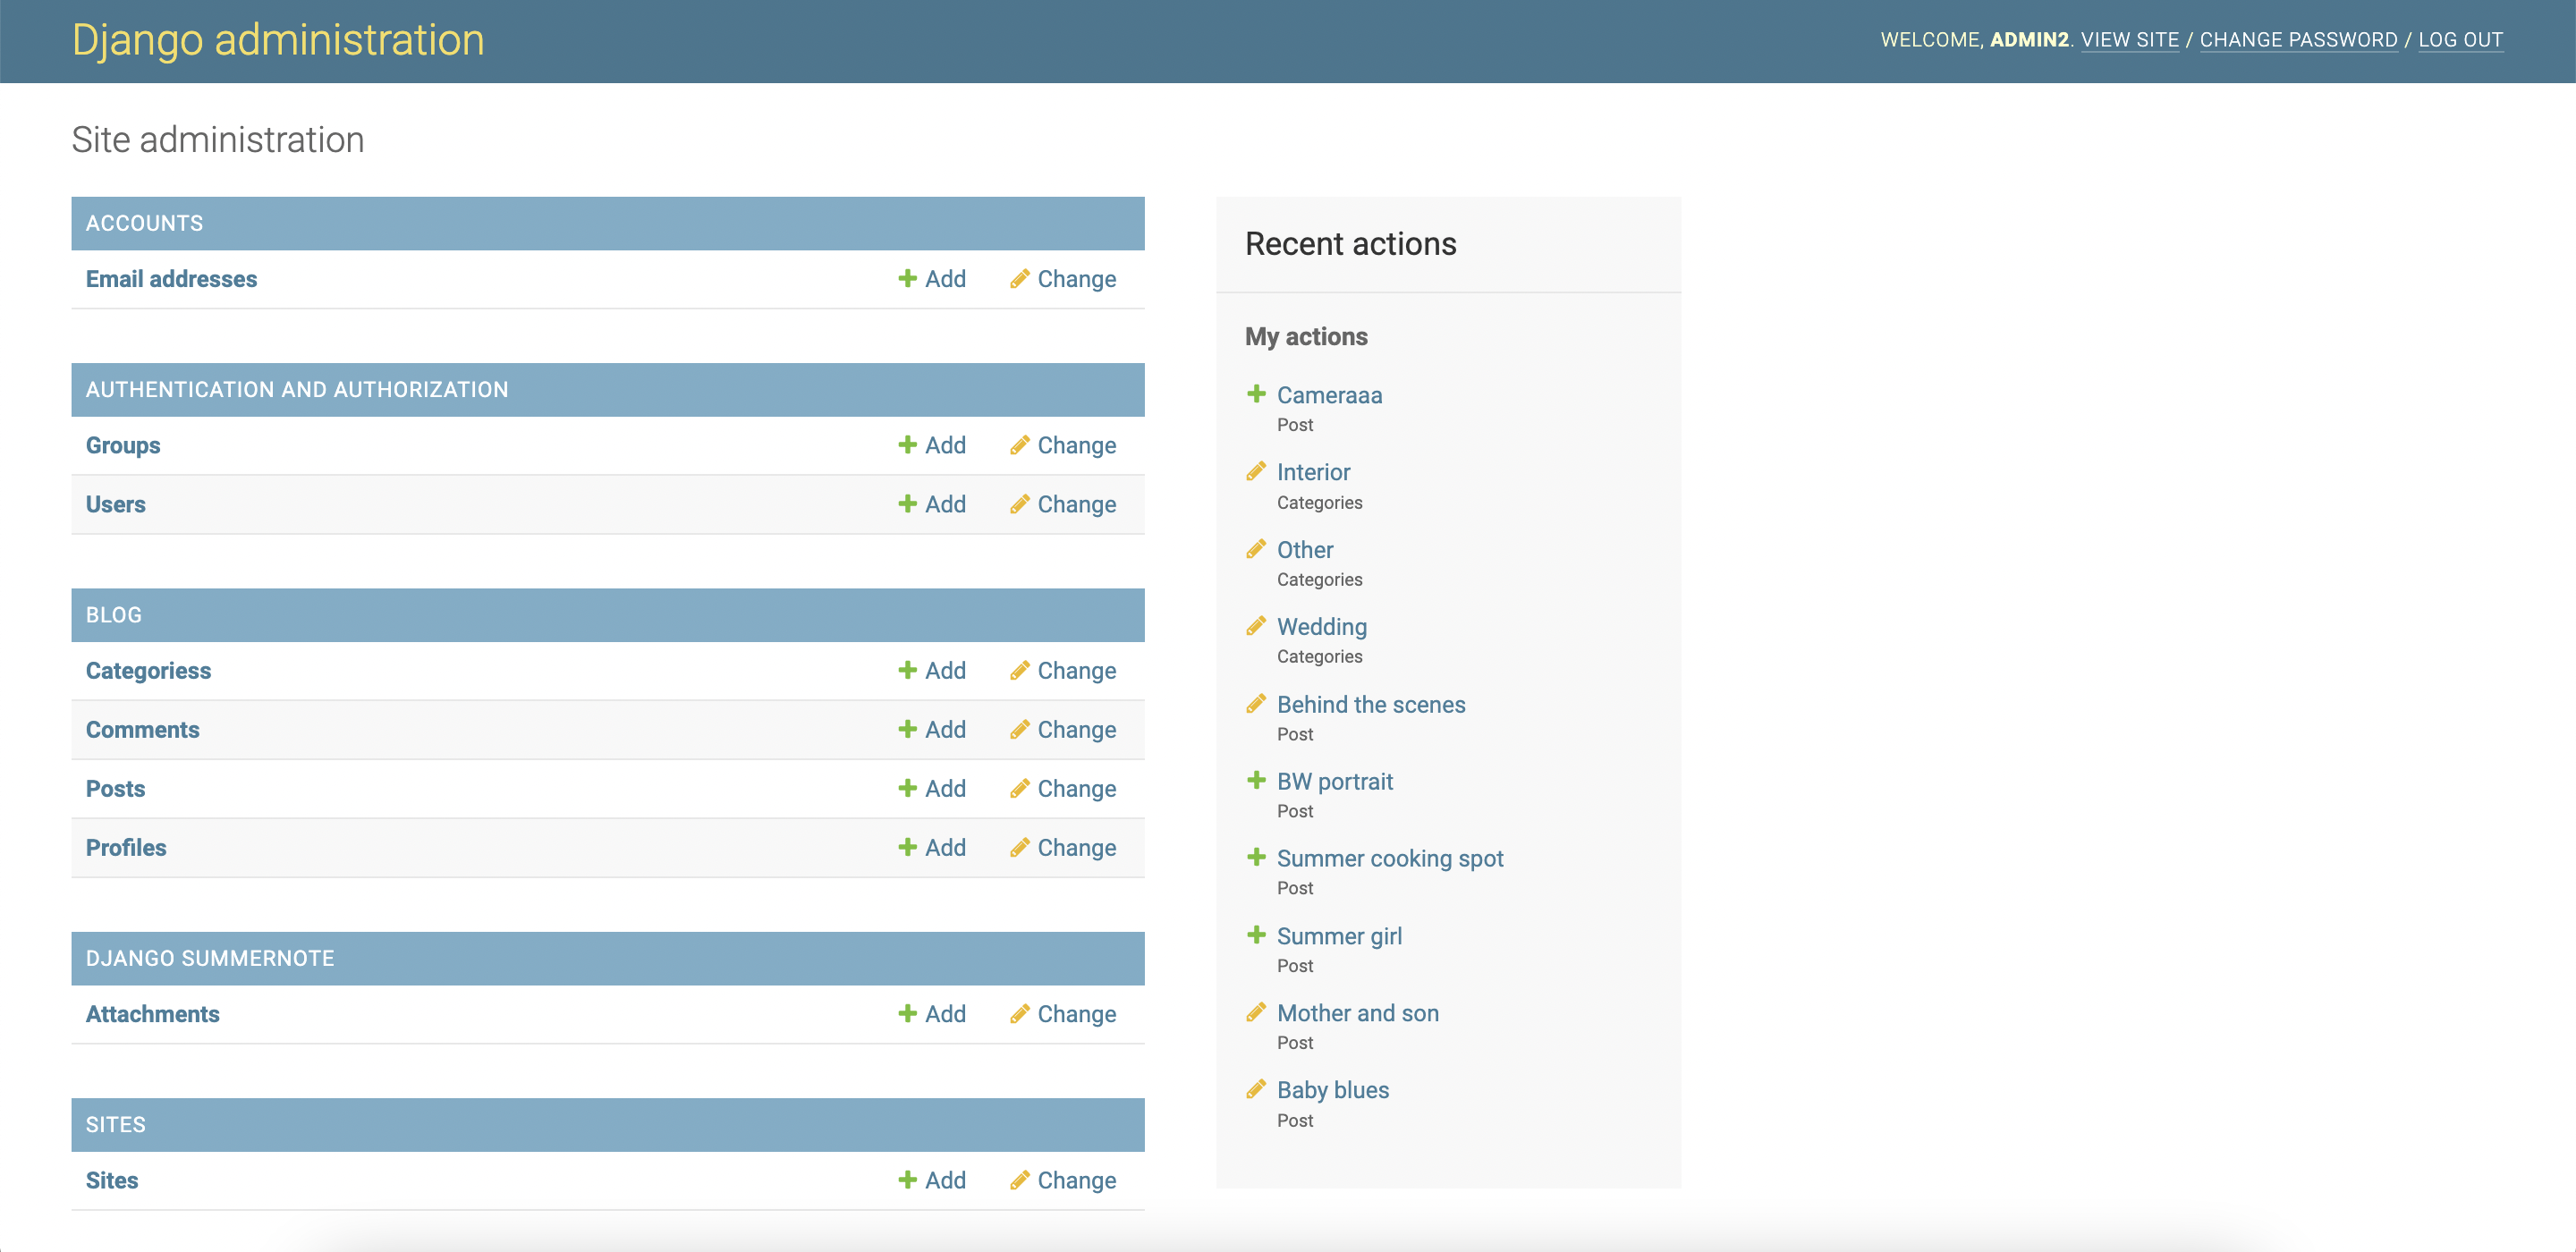 Django administration
WELCOME, ADMIN2. VIEW SITE / CHANGE PASSWORD / LOG OUT
Site administration
ACCOUNTS
Email addresses Add Change
AUTHENTICATION AND AUTHORIZATION
Groups Add Change
Users Add Change
BLOG
Categoriess Add Change
Comments Add Change
Posts Add Change
Profiles Add Change
DJANGO SUMMERNOTE
Attachments Add Change
SITES
Sites Add Change
Recent actions
My actions
Cameraaa
Post
Interior
Categories
Other
Categories
Wedding
Categories
Behind the scenes
Post
BW portrait
Post
Summer cooking spot
Post
Summer girl
Post
Mother and son
Post
Baby blues
Post